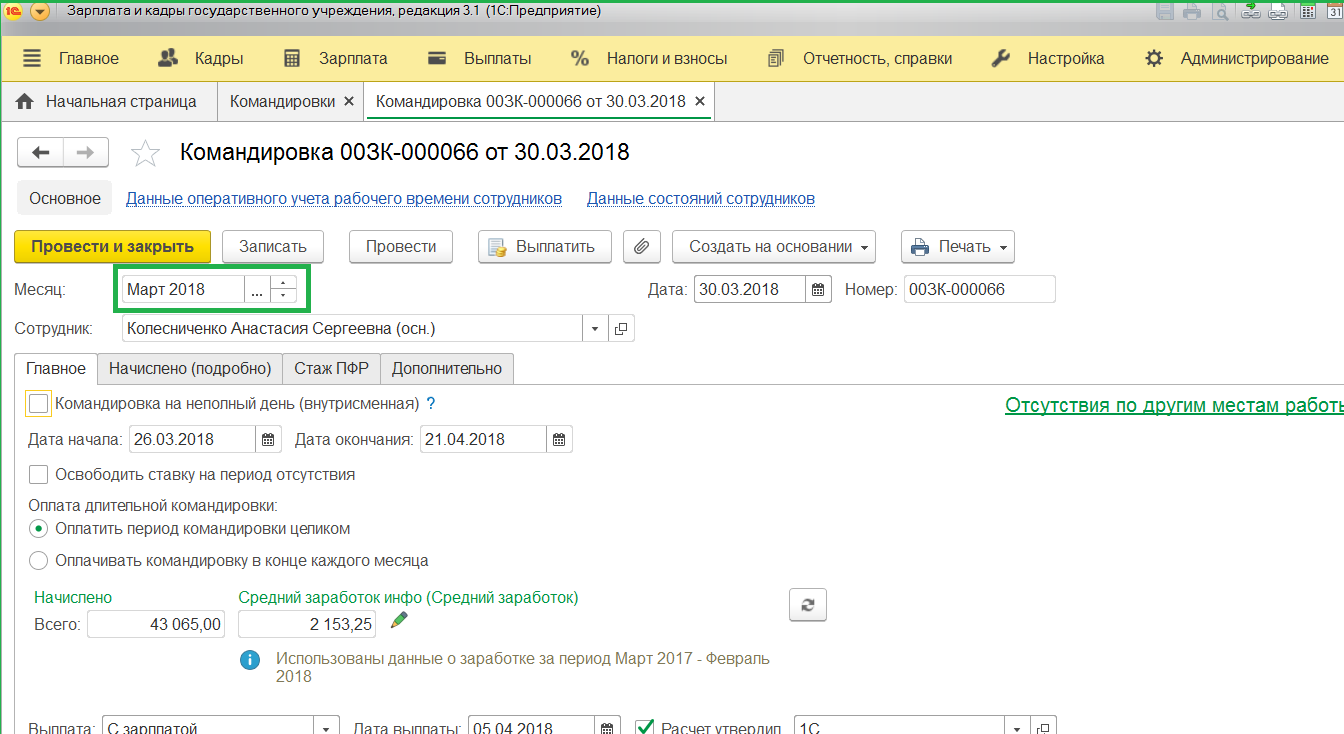 1С Зарплата и кадры государственного учреждения, редакция 3.1 (1С:Предприятие) 31
Главное Кадры Зарплата Выплаты % Налоги и взносы Отчетность, справки Настройка Администрирование
Начальная страница Командировки × Командировка 00ЗК-000066 от 30.03.2018 ×
Командировка 00ЗК-000066 от 30.03.2018
Основное Данные оперативного учета рабочего времени сотрудников Данные состояний сотрудников
Провести и закрыть Записать Провести Выплатить Создать на основании Печать
Месяц: Март 2018 ... Дата: 30.03.2018 Номер: 00ЗК-000066
Сотрудник: Колесниченко Анастасия Сергеевна (осн.)
Главное Начислено (подробно) Стаж ПФР Дополнительно
Командировка на неполный день (внутрисменная) ? Отсутствия по другим местам работы
Дата начала: 26.03.2018 Дата окончания: 21.04.2018
Освободить ставку на период отсутствия
Оплата длительной командировки:
Оплатить период командировки целиком
Оплачивать командировку в конце каждого месяца
Начислено Средний заработок инфо (Средний заработок)
Всего: 43 065,00 2 153,25
Использованы данные о заработке за период Март 2017 - Февраль
2018
Выплата: С зарплатой Дата выплаты: 05.04.2018 Расчет утвердил 1С